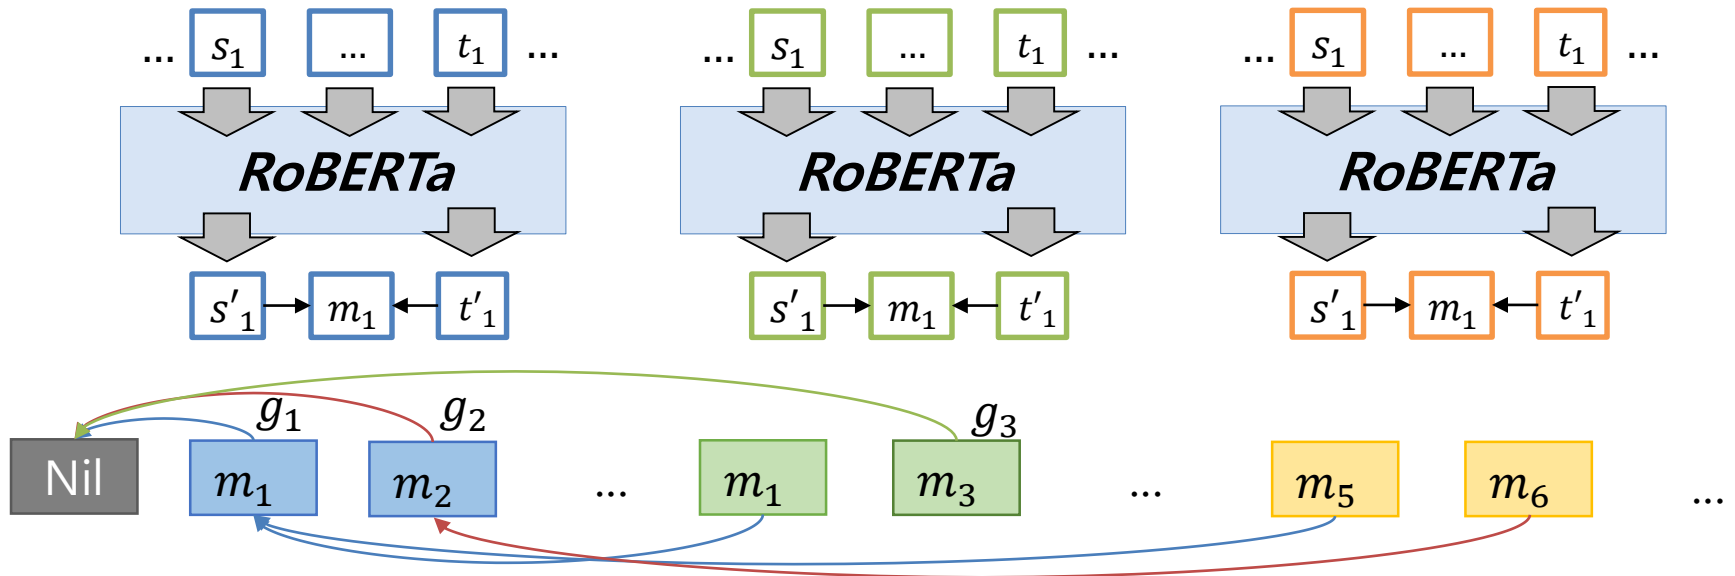 ... s₁ ... t₁ ... ... s₁ ... t₁ ... ... s₁ ... t₁ ...
RoBERTa RoBERTa RoBERTa
s'₁ m₁ t'₁ s'₁ m₁ t'₁ s'₁ m₁ t'₁
g₁ g₂ g₃
Nil m₁ m₂ ... m₁ m₃ ... m₅ m₆ ...